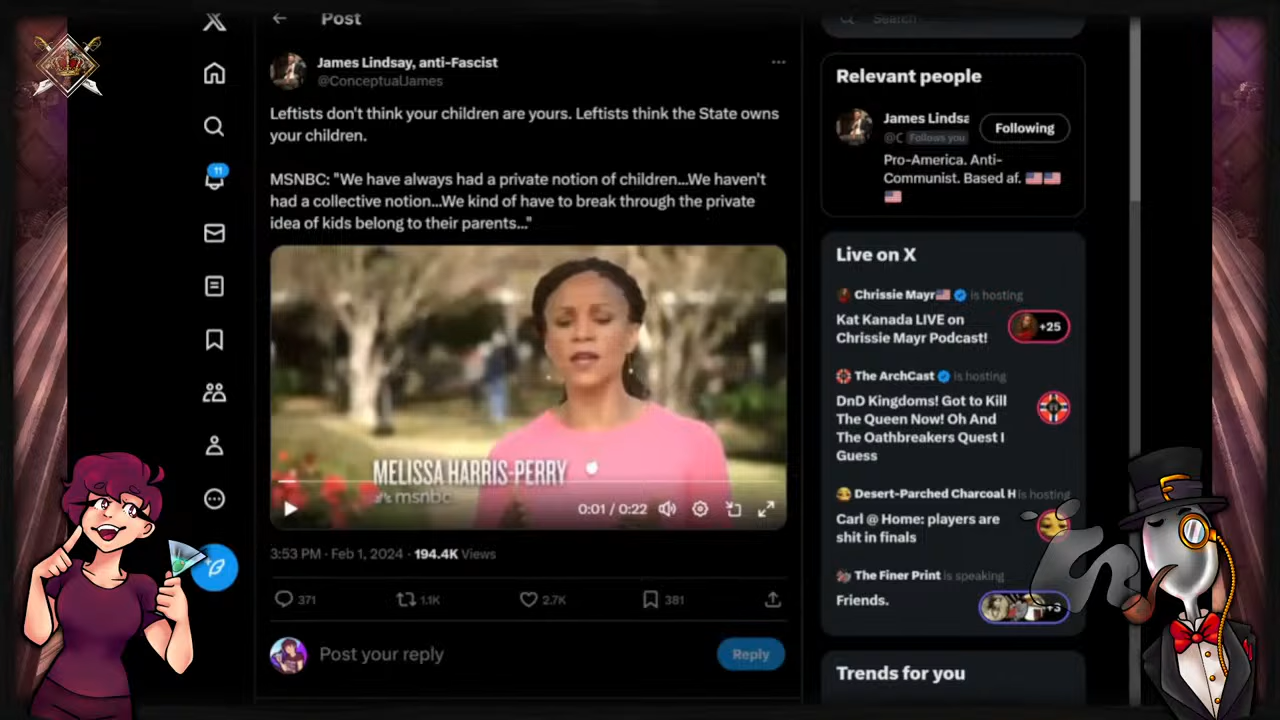 Post
Search
James Lindsay, anti-Fascist
@ConceptualJames
Leftists don't think your children are yours. Leftists think the State owns
your children.
MSNBC: "We have always had a private notion of children...We haven't
had a collective notion...We kind of have to break through the private
idea of kids belong to their parents..."
MELISSA HARRIS-PERRY
msnbc
0:01 / 0:22
3:53 PM · Feb 1, 2024 · 194.4K Views
371
1.1K
2.7K
381
Post your reply
Reply
11
Relevant people
James Lindsa
@C Follows you
Following
Pro-America. Anti-
Communist. Based af.
Live on X
Chrissie Mayr is hosting
Kat Kanada LIVE on
Chrissie Mayr Podcast!
+25
The ArchCast is hosting
DnD Kingdoms! Got to Kill
The Queen Now! Oh And
The Oathbreakers Quest I
Guess
Desert-Parched Charcoal H is hosting
Carl @ Home: players are
shit in finals
The Finer Print is speaking
Friends.
+3
Trends for you